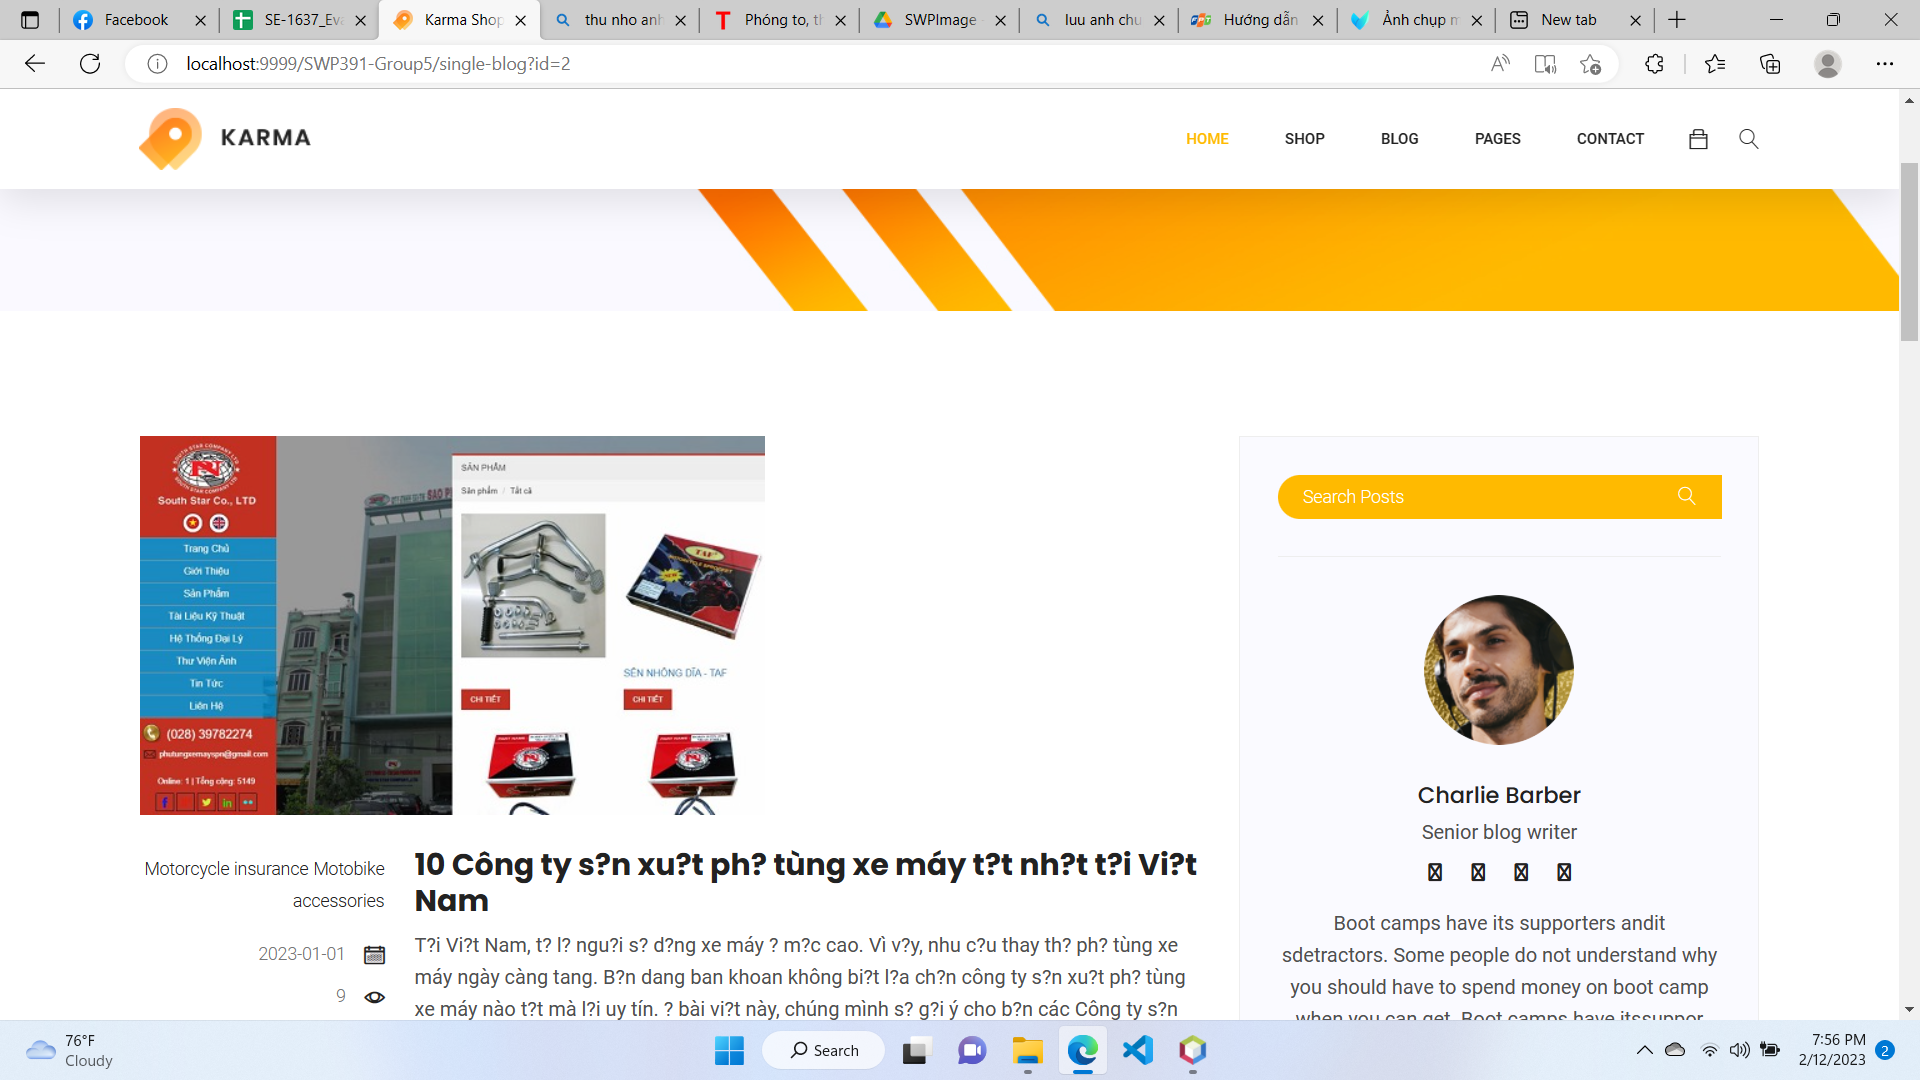 Facebook
SE-1637_Eva
Karma Shop
thu nho anh
Phóng to, th
SWPImage -
luu anh chu
Hướng dẫn
Ảnh chụp m
New tab
localhost:9999/SWP391-Group5/single-blog?id=2
KARMA
HOME
SHOP
BLOG
PAGES
CONTACT
SOUTH STAR COMPANY LTD
South Star Co., LTD
Trang Chủ
Giới Thiệu
Sản Phẩm
Tài Liệu Kỹ Thuật
Hệ Thống Đại Lý
Thư Viện Ảnh
Tin Tức
Liên Hệ
(028) 39782274
phutungxemayspn@gmail.com
Online: 1 | Tổng cộng: 5149
SẢN PHẨM
Sản phẩm / Tất cả
TAF
SÊN NHÔNG DĨA - TAF
CHI TIẾT
CHI TIẾT
Search Posts
Charlie Barber
Senior blog writer
Boot camps have its supporters andit
sdetractors. Some people do not understand why
you should have to spend money on boot camp
when you can get. Boot camps have itssuppor
Motorcycle insurance Motobike
accessories
2023-01-01
9
10 Công ty s?n xu?t ph? tùng xe máy t?t nh?t t?i Vi?t
Nam
T?i Vi?t Nam, t? l? ngu?i s? d?ng xe máy ? m?c cao. Vì v?y, nhu c?u thay th? ph? tùng xe
máy ngày càng tang. B?n dang ban khoan không bi?t l?a ch?n công ty s?n xu?t ph? tùng
xe máy nào t?t mà l?i uy tín. ? bài vi?t này, chúng mình s? g?i ý cho b?n các Công ty s?n
76°F
Cloudy
Search
7:56 PM
2/12/2023
2